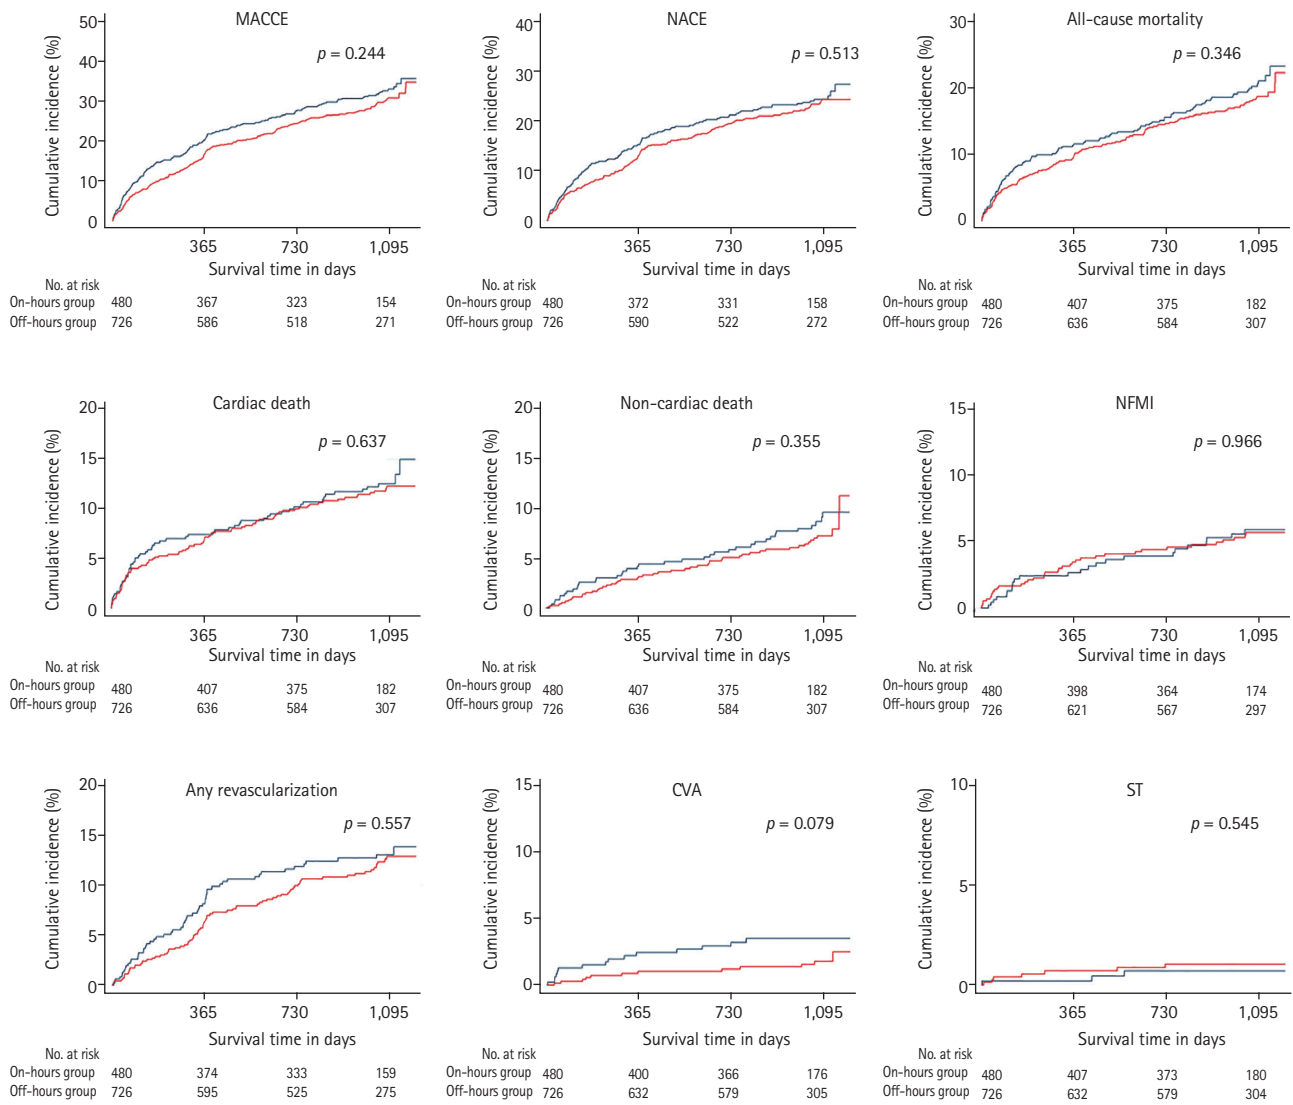 MACCE
50
40
30
20
10
0
Cumulative incidence (%)
p = 0.244
365 730 1,095
Survival time in days
No. at risk
On-hours group 480 367 323 154
Off-hours group 726 586 518 271
NACE
40
30
20
10
0
Cumulative incidence (%)
p = 0.513
365 730 1,095
Survival time in days
No. at risk
On-hours group 480 372 331 158
Off-hours group 726 590 522 272
All-cause mortality
30
20
10
0
Cumulative incidence (%)
p = 0.346
365 730 1,095
Survival time in days
No. at risk
On-hours group 480 407 375 182
Off-hours group 726 636 584 307
Cardiac death
20
15
10
5
0
Cumulative incidence (%)
p = 0.637
365 730 1,095
Survival time in days
No. at risk
On-hours group 480 407 375 182
Off-hours group 726 636 584 307
Non-cardiac death
20
15
10
5
0
Cumulative incidence (%)
p = 0.355
365 730 1,095
Survival time in days
No. at risk
On-hours group 480 407 375 182
Off-hours group 726 636 584 307
NFMI
15
10
5
0
Cumulative incidence (%)
p = 0.966
365 730 1,095
Survival time in days
No. at risk
On-hours group 480 398 364 174
Off-hours group 726 621 567 297
Any revascularization
20
15
10
5
0
Cumulative incidence (%)
p = 0.557
365 730 1,095
Survival time in days
No. at risk
On-hours group 480 374 333 159
Off-hours group 726 595 525 275
CVA
15
10
5
0
Cumulative incidence (%)
p = 0.079
365 730 1,095
Survival time in days
No. at risk
On-hours group 480 400 366 176
Off-hours group 726 632 579 305
ST
10
5
0
Cumulative incidence (%)
p = 0.545
365 730 1,095
Survival time in days
No. at risk
On-hours group 480 407 373 180
Off-hours group 726 632 579 304